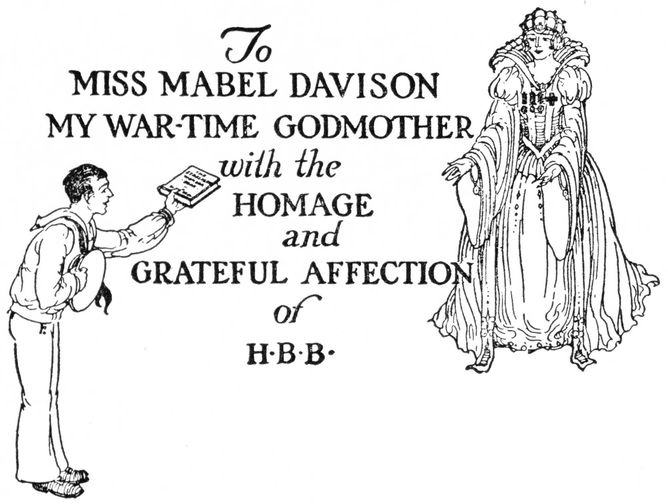 To
MISS MABEL DAVISON
MY WAR-TIME GODMOTHER
with the
HOMAGE
and
GRATEFUL AFFECTION
of
H·B·B·